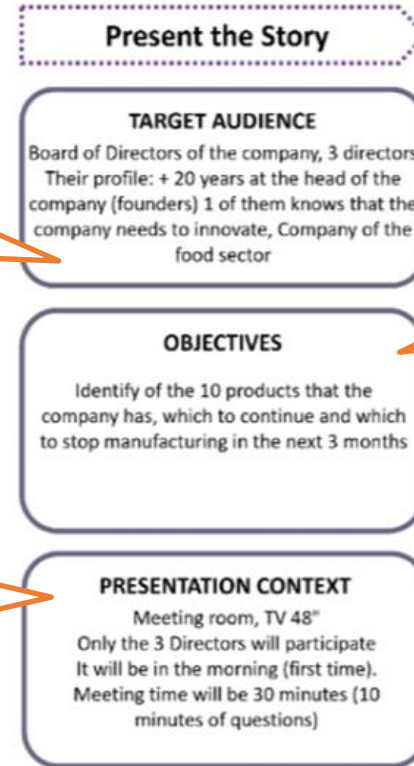 Present the Story
TARGET AUDIENCE
Board of Directors of the company, 3 directors
Their profile: + 20 years at the head of the
company (founders) 1 of them knows that the
company needs to innovate, Company of the
food sector
OBJECTIVES
Identify of the 10 products that the
company has, which to continue and which
to stop manufacturing in the next 3 months
PRESENTATION CONTEXT
Meeting room, TV 48"
Only the 3 Directors will participate
It will be in the morning (first time).
Meeting time will be 30 minutes (10
minutes of questions)